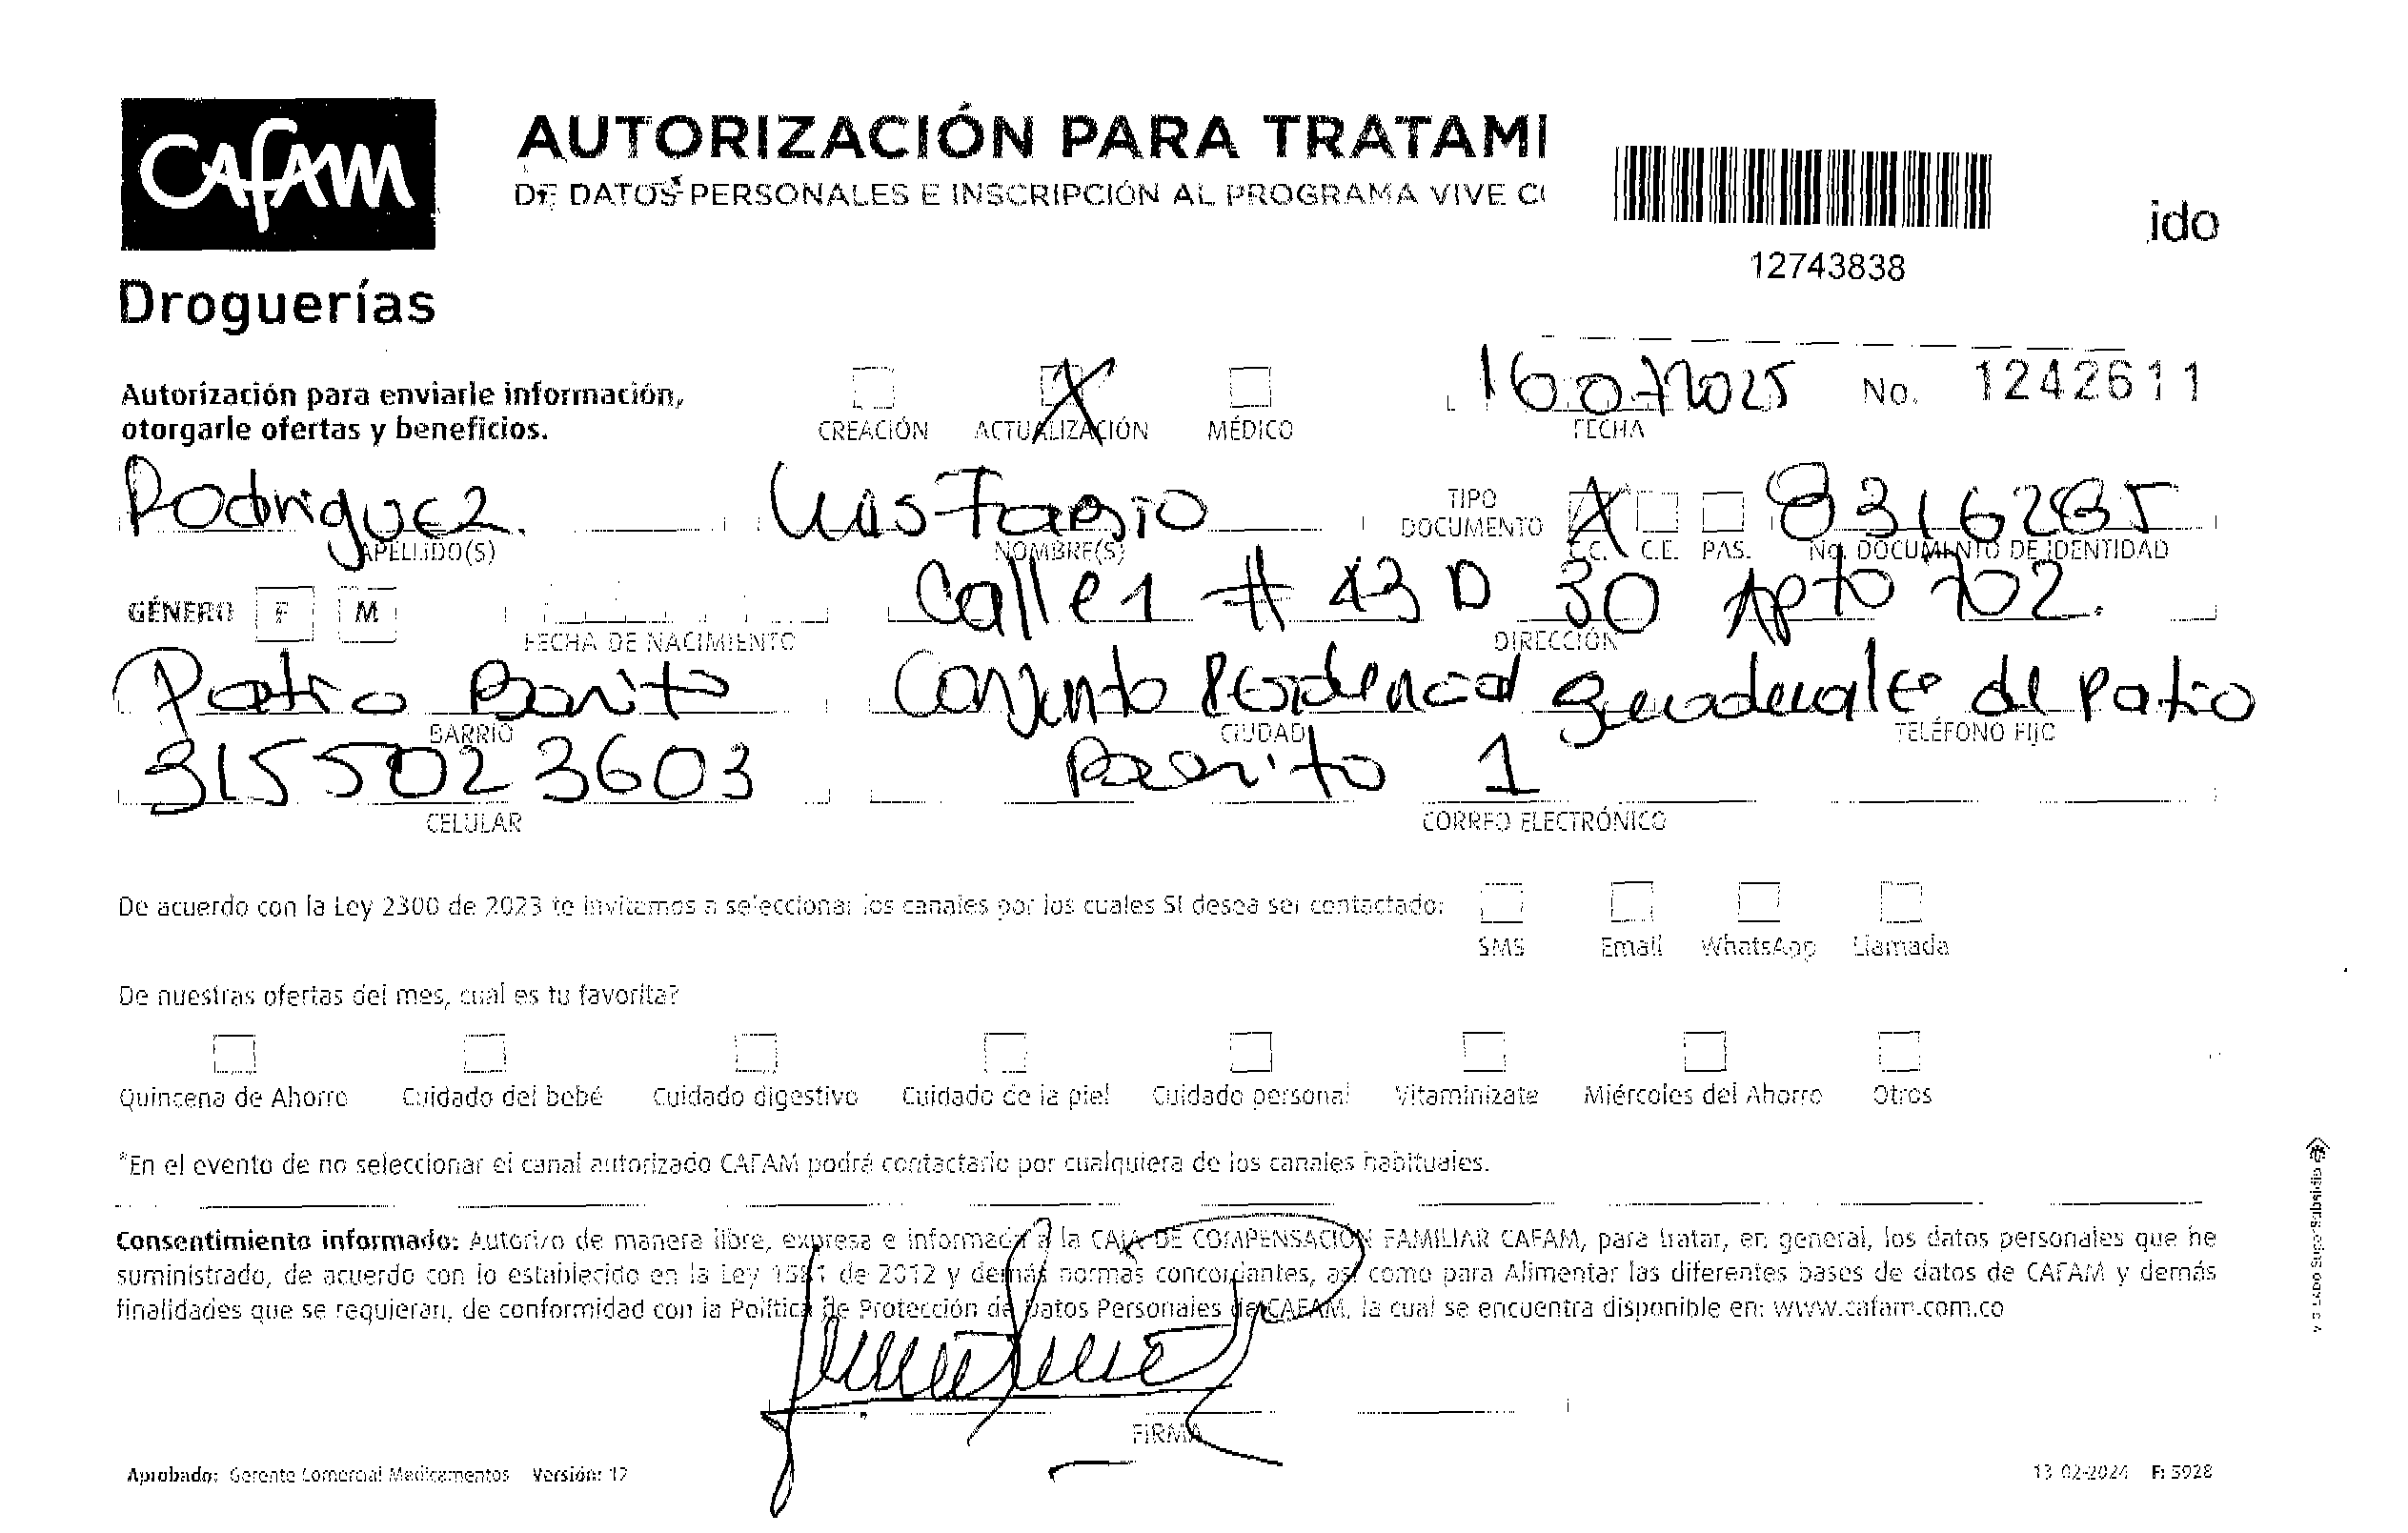 CAFAM
Droguerías
AUTORIZACIÓN PARA TRATAMI
DE DATOS PERSONALES E INSCRIPCIÓN AL PROGRAMA VIVE C
12743838
ido
Autorización para enviarle información,
otorgarle ofertas y beneficios.
CREACIÓN ACTUALIZACIÓN MÉDICO
16 07 2025 No. 1242611
FECHA
Rodriguez. Luis Fabio TIPO DOCUMENTO X 8316285
APELLIDO(S) NOMBRE(S) C.C. C.E. PAS. No. DOCUMENTO DE IDENTIDAD
GÉNERO F M Calle 1 # 43 D 30 Apto 702.
FECHA DE NACIMIENTO DIRECCIÓN
Patio Bonito Conjunto Residencial de Patio
BARRIO CIUDAD TELÉFONO FIJO
3155023603 Bonito 1
CELULAR CORREO ELECTRÓNICO
De acuerdo con la Ley 2300 de 2023 te invitamos a seleccionar los canales por los cuales SI desea ser contactado:
SMS Email WhatsApp Llamada
De nuestras ofertas del mes, cual es tu favorita?
Quincena de Ahorro Cuidado del bebé Cuidado digestivo Cuidado de la piel Cuidado personal Vitaminízate Miércoles del Ahorro Otros
*En el evento de no seleccionar el canal autorizado CAFAM podrá contactarlo por cualquiera de los canales habituales.
Consentimiento informado: Autorizo de manera libre, expresa e informada a la CAJA DE COMPENSACIÓN FAMILIAR CAFAM, para tratar, en general, los datos personales que he
suministrado, de acuerdo con lo establecido en la Ley 1581 de 2012 y demás normas concordantes, así como para Alimentar las diferentes bases de datos de CAFAM y demás
finalidades que se requieran, de conformidad con la Política de Protección de Datos Personales de CAFAM, la cual se encuentra disponible en: www.cafam.com.co
FIRMA
Aprobado: Gerente Comercial Medicamentos Versión: 12
13-02-2024 F: 5928
VIGILADO SuperSubsidio